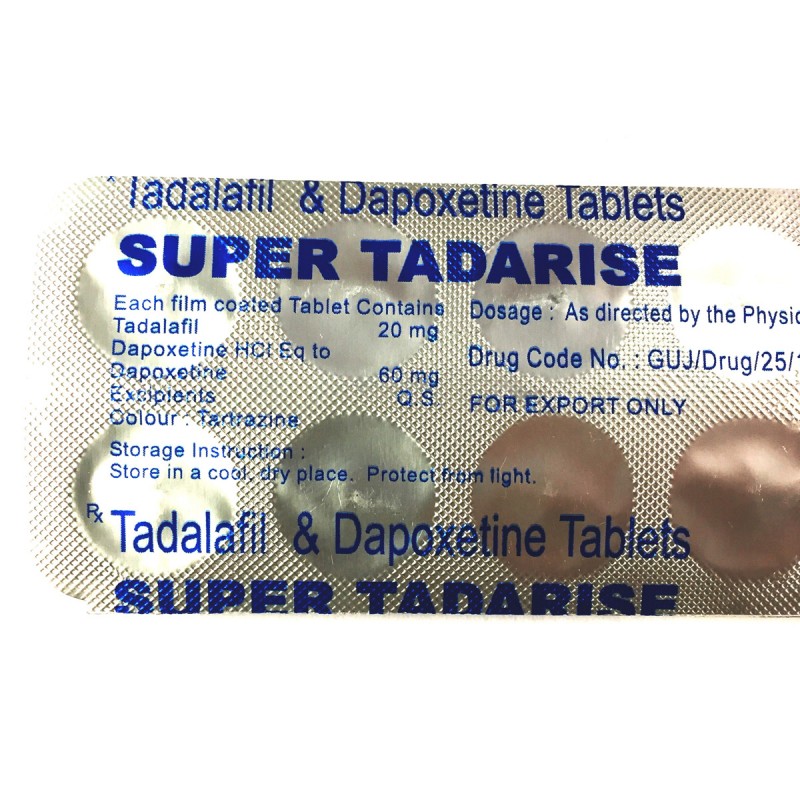 Tadalafil & Dapoxetine Tablets
SUPER TADARISE
Each film coated Tablet Contains
Tadalafil 20 mg
Dapoxetine HCl Eq to
Dapoxetine 60 mg
Excipients Q.S.
Colour : Tartrazine
Storage Instruction :
Store in a cool, dry place. Protect from light.
Dosage : As directed by the Physic
Drug Code No. : GUJ/Drug/25/
FOR EXPORT ONLY
Rx Tadalafil & Dapoxetine Tablets
SUPER TADARISE